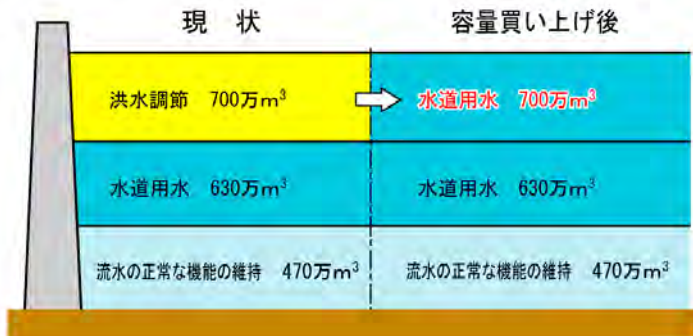 現　状　容量買い上げ後
洪水調節　700万m³　水道用水　700万m³
水道用水　630万m³　水道用水　630万m³
流水の正常な機能の維持　470万m³　流水の正常な機能の維持　470万m³